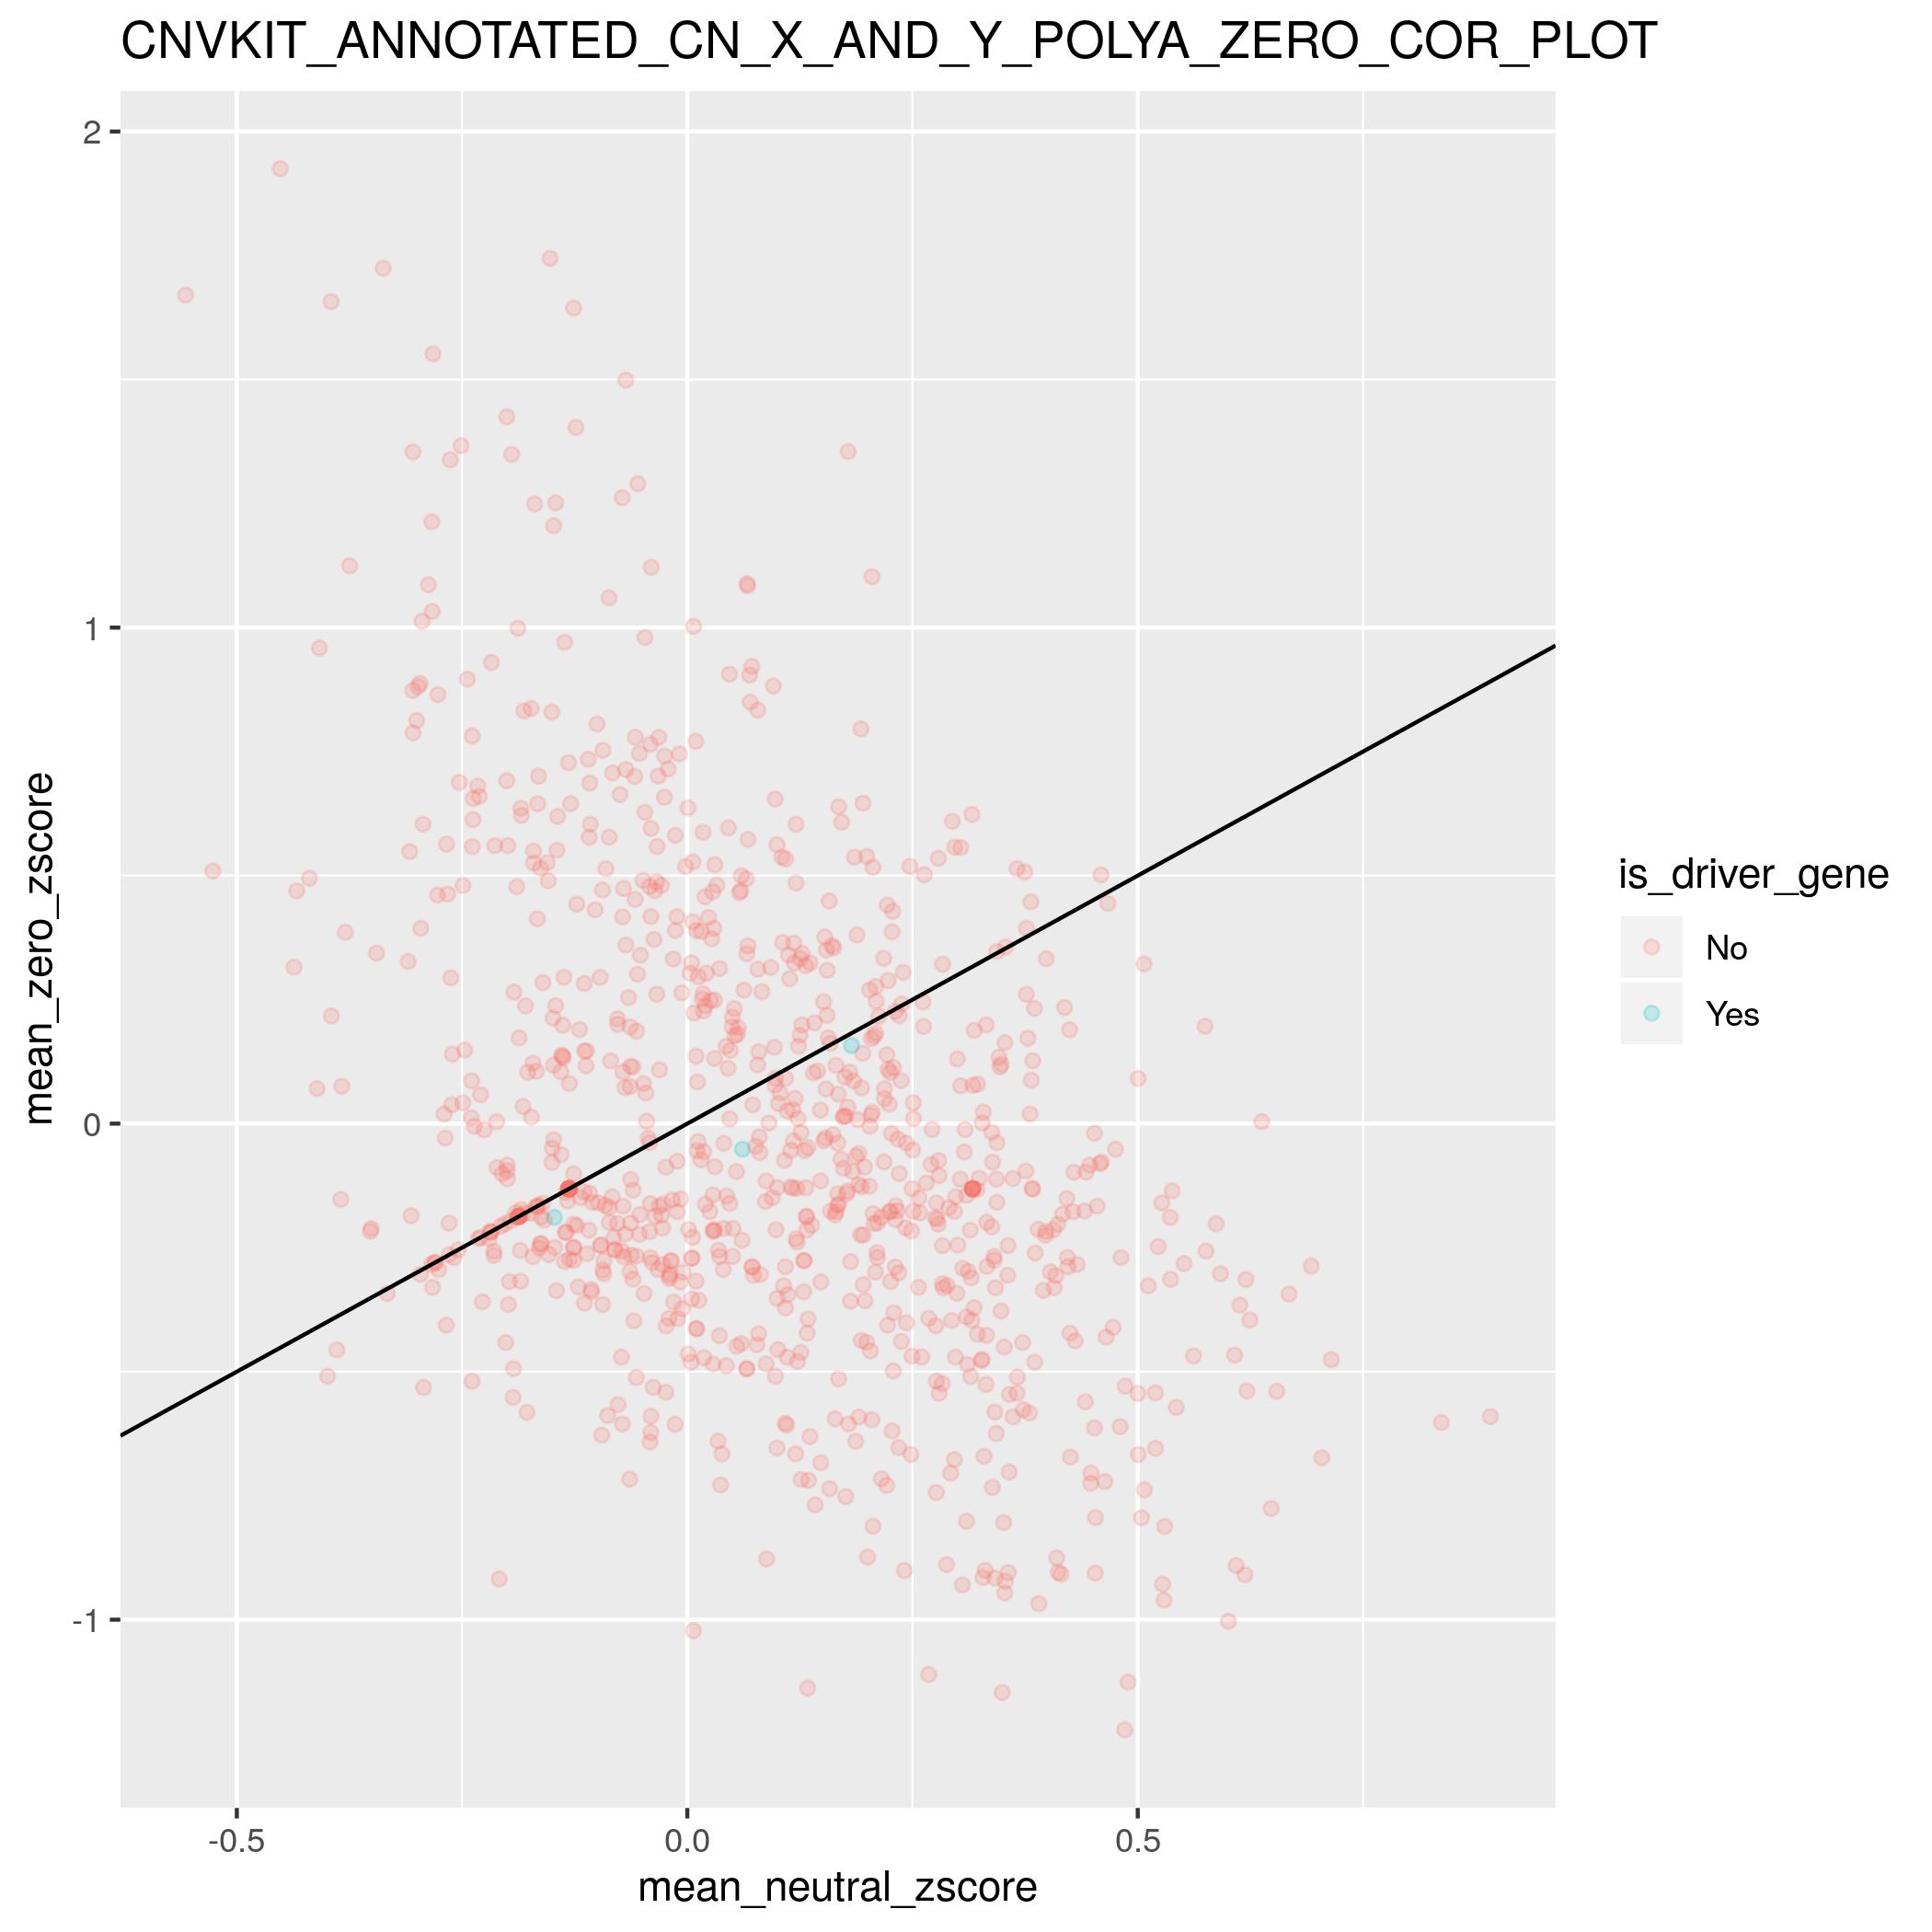 CNVKIT_ANNOTATED_CN_X_AND_Y_POLYA_ZERO_COR_PLOT
2
1
0
-1
mean_zero_zscore
-0.5
0.0
0.5
mean_neutral_zscore
is_driver_gene
No
Yes